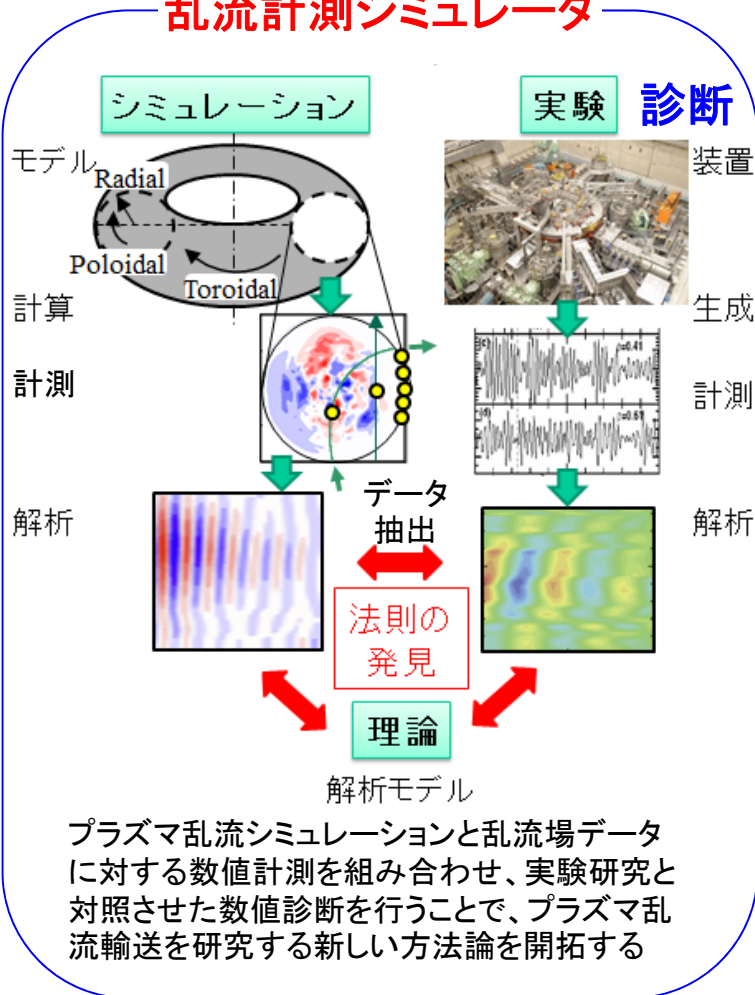 乱流計測シミュレータ
シミュレーション
実験
診断
モデル
Radial
Poloidal
Toroidal
装置
計算
生成
計測
計測
解析
データ
抽出
解析
法則の
発見
理論
解析モデル
プラズマ乱流シミュレーションと乱流場データ
に対する数値計測を組み合わせ、実験研究と
対照させた数値診断を行うことで、プラズマ乱
流輸送を研究する新しい方法論を開拓する